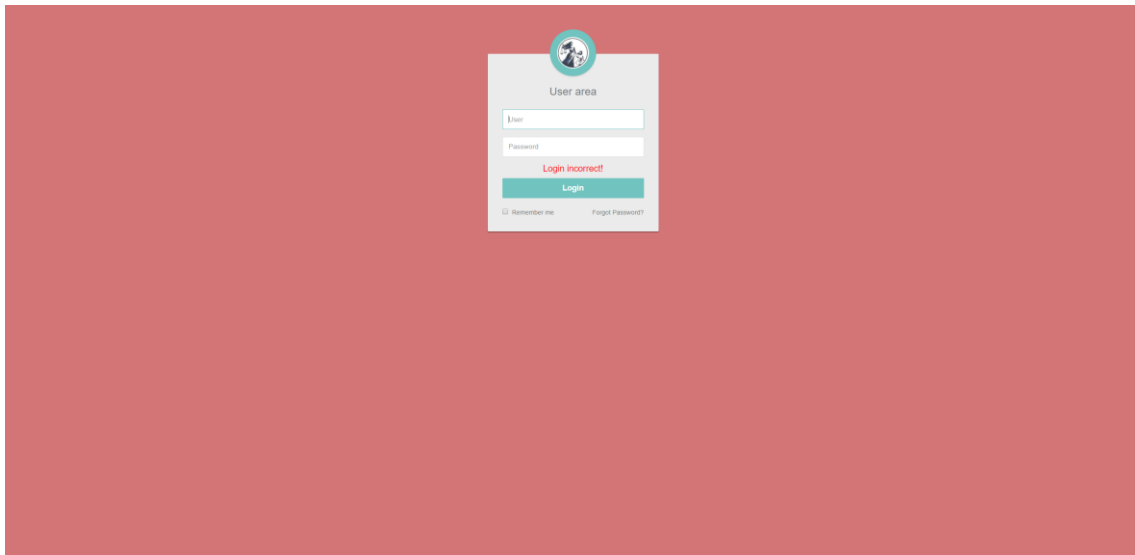 User area
User
Password
Login incorrect!
Login
Remember me Forgot Password?